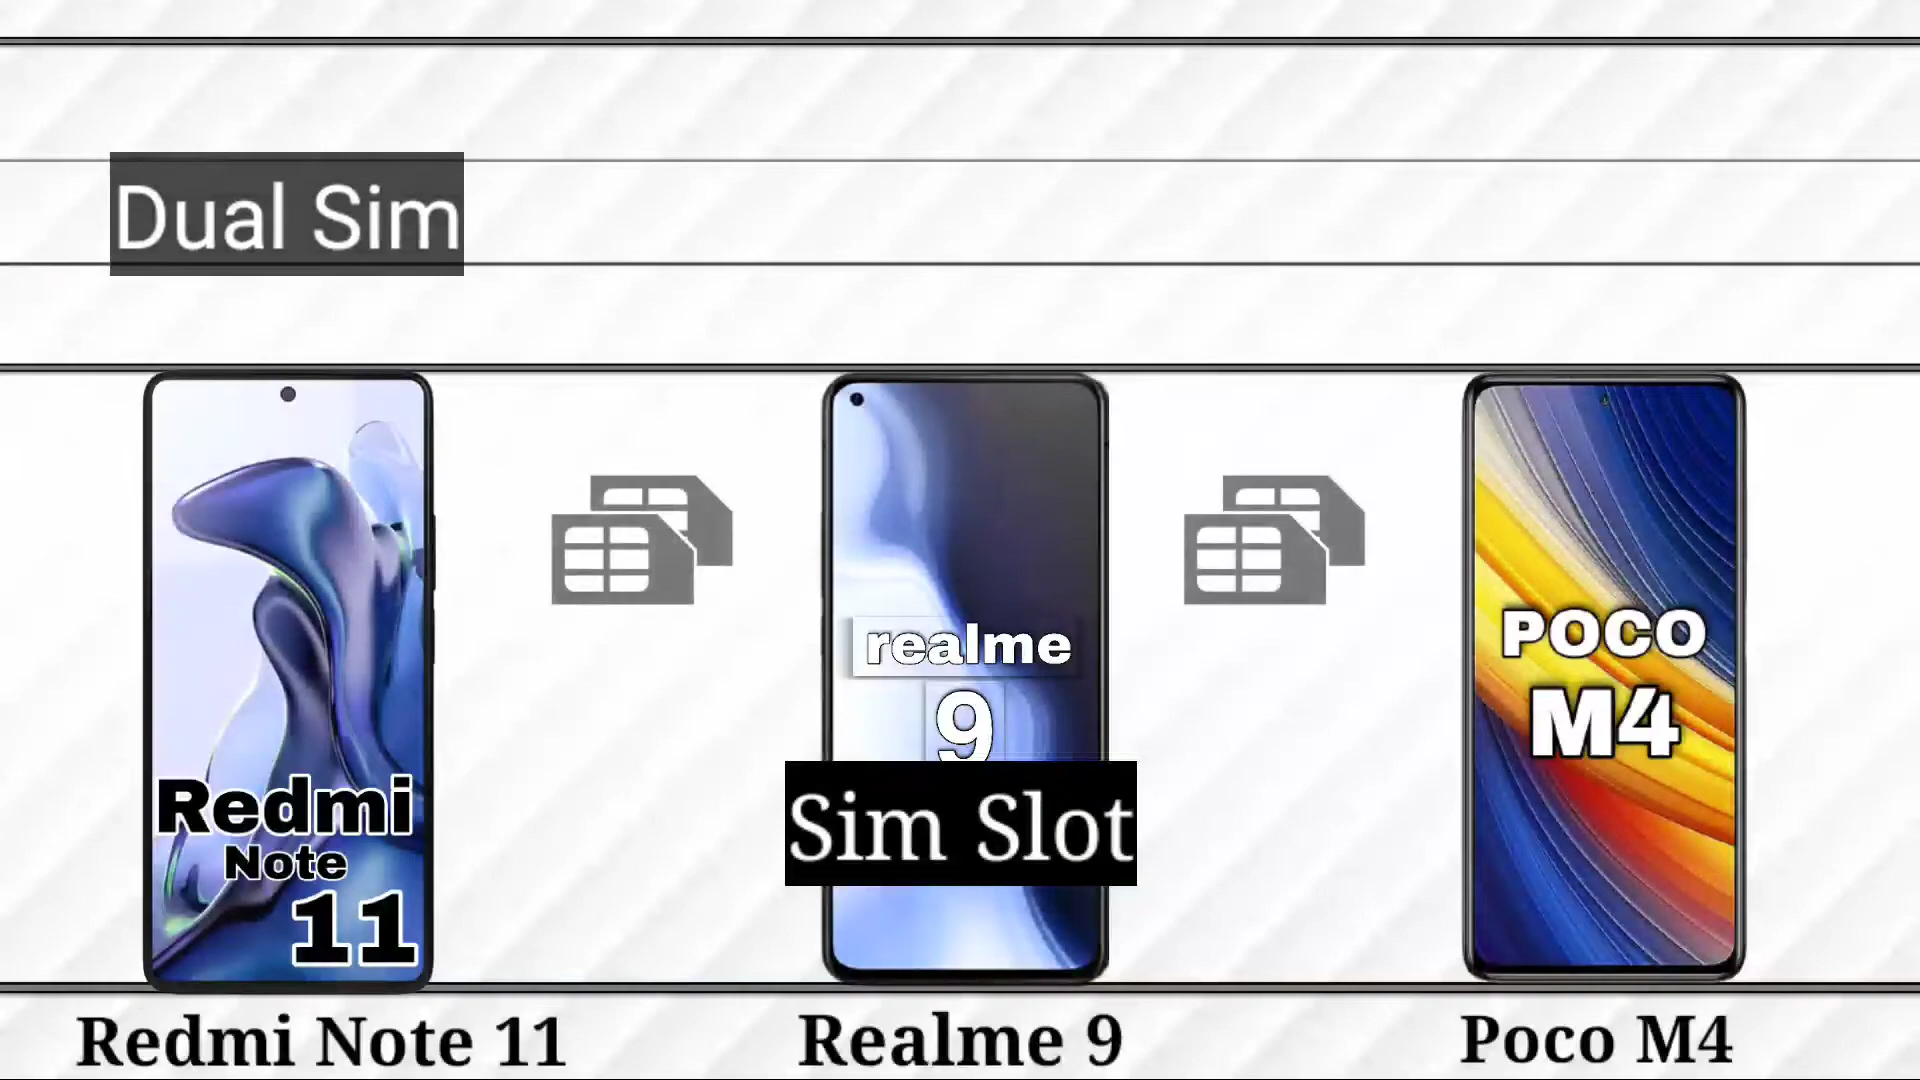 Dual Sim
Redmi
Note
11
realme
9
Sim Slot
POCO
M4
Redmi Note 11
Realme 9
Poco M4